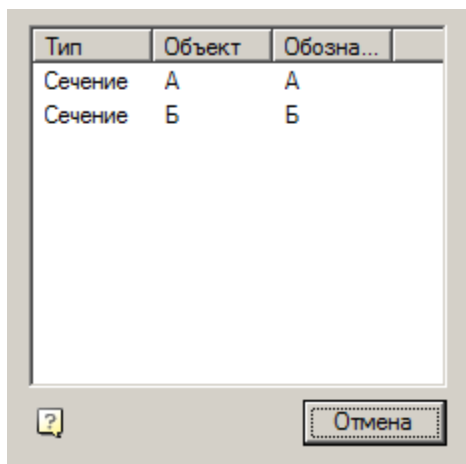 Тип Объект Обозна...
Сечение А А
Сечение Б Б
?
Отмена